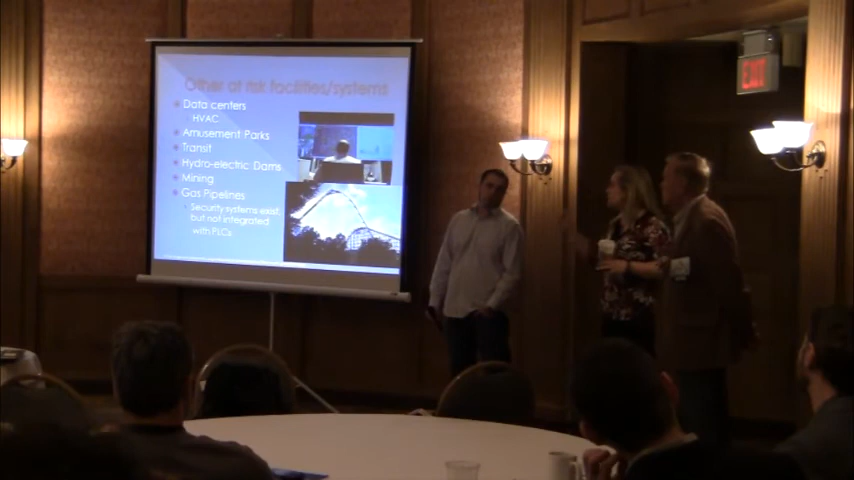 Other at risk facilities/systems
Data centers
HVAC
Amusement Parks
Transit
Hydro-electric Dams
Mining
Gas Pipelines
Security systems exist,
but not integrated
with PLCs
EXIT